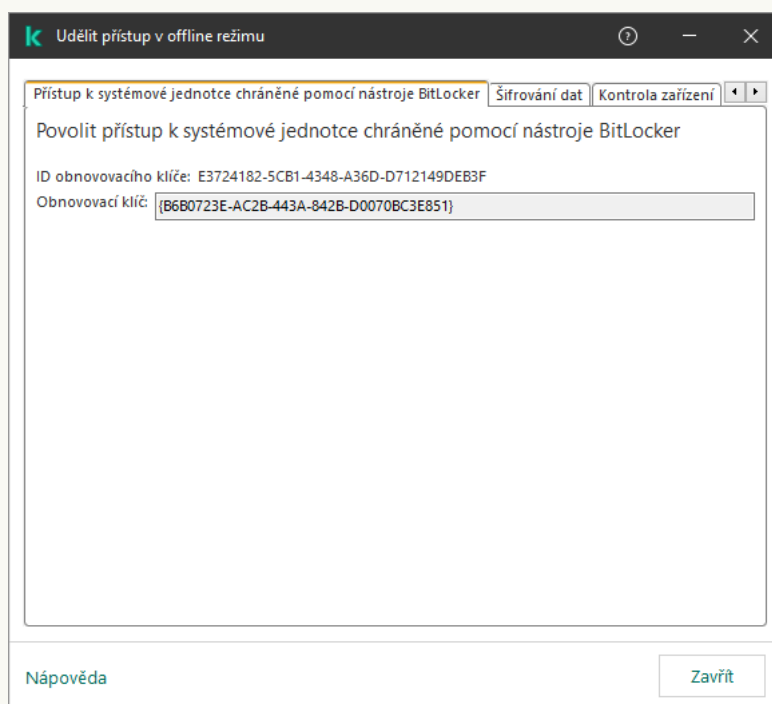 Udělit přístup v offline režimu
Přístup k systémové jednotce chráněné pomocí nástroje BitLocker Šifrování dat Kontrola zařízení
Povolit přístup k systémové jednotce chráněné pomocí nástroje BitLocker
ID obnovovacího klíče: E3724182-5CB1-4348-A36D-D712149DEB3F
Obnovovací klíč: {B6B0723E-AC2B-443A-842B-D0070BC3E851}
Nápověda Zavřít